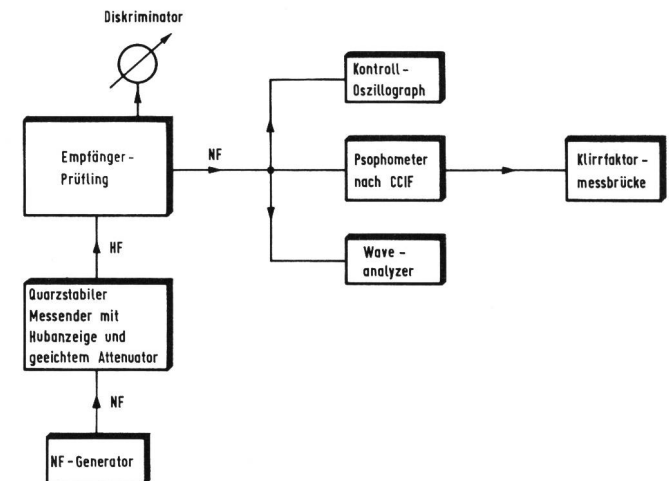 Diskriminator
Empfänger-
Prüfling
NF
Kontroll-
Oszillograph
Psophometer
nach CCIF
Klirrfaktor-
messbrücke
Wave-
analyzer
HF
Quarzstabiler
Messender mit
Hubanzeige und
geeichtem Attenuator
NF
NF-Generator